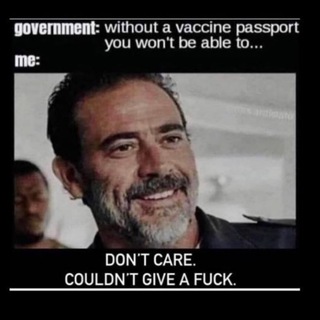 government: without a vaccine passport
you won't be able to...
me:
DON'T CARE.
COULDN'T GIVE A FUCK.